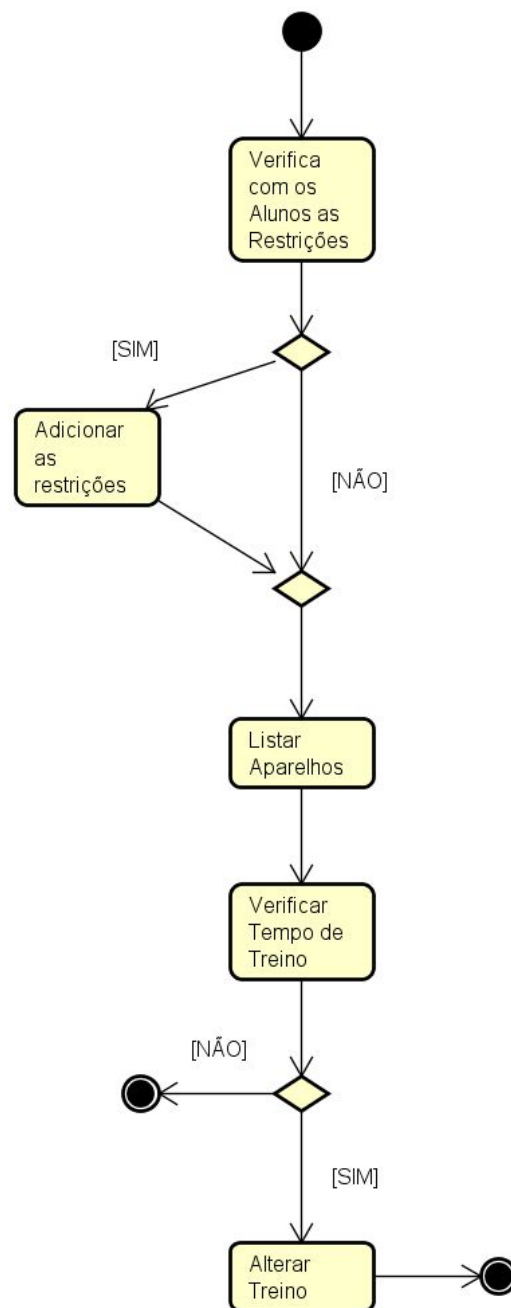 Verifica
com os
Alunos as
Restrições
[SIM]
Adicionar
as
restrições
[NÃO]
Listar
Aparelhos
Verificar
Tempo de
Treino
[NÃO]
[SIM]
Alterar
Treino